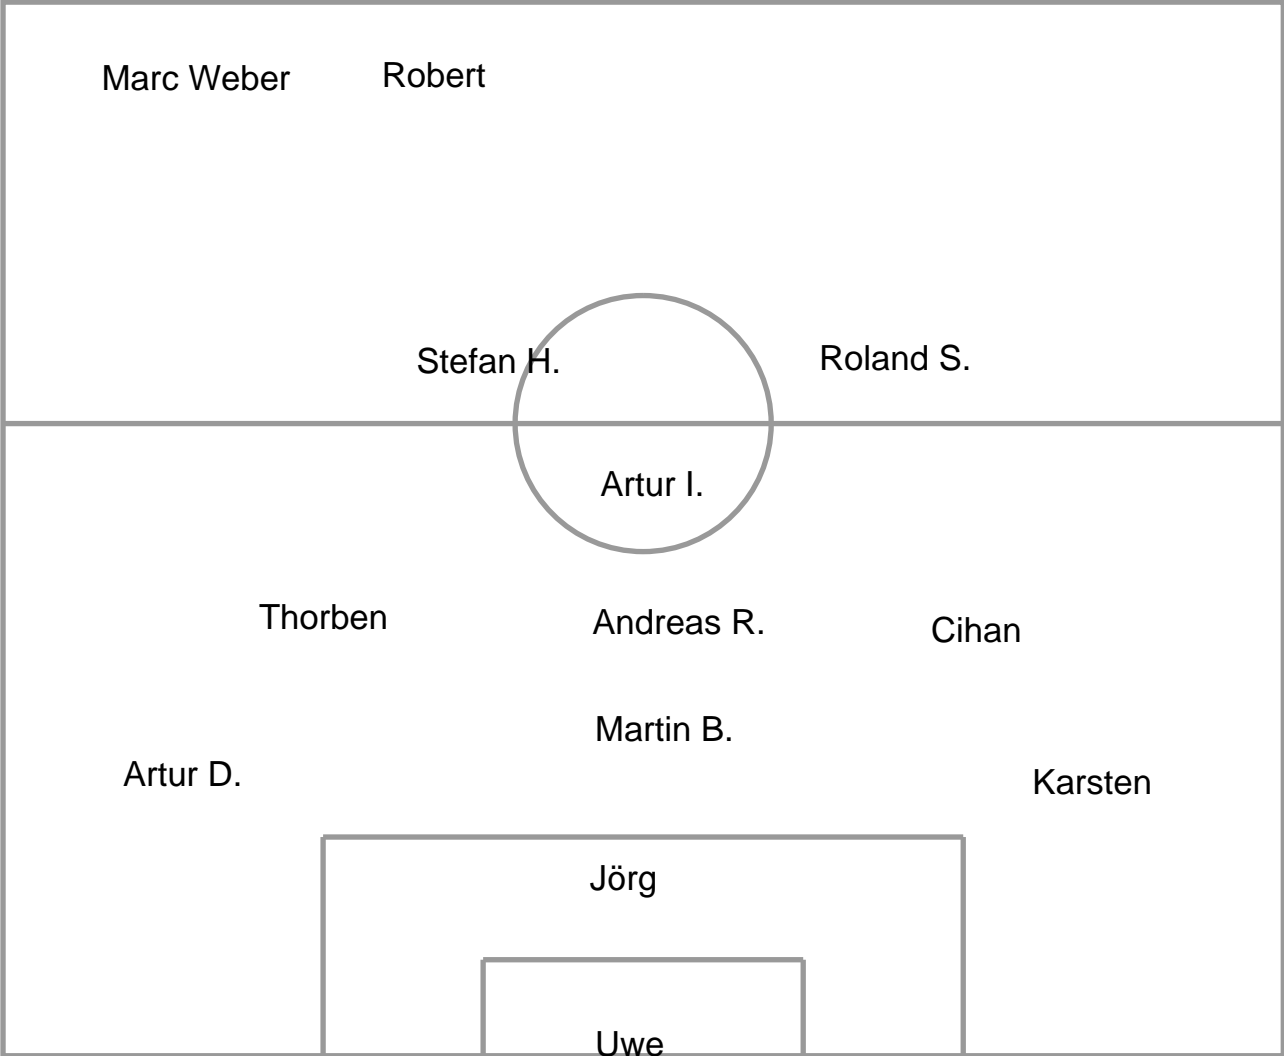 Marc Weber
Robert
Stefan H.
Roland S.
Artur I.
Thorben
Andreas R.
Cihan
Martin B.
Artur D.
Karsten
Jörg
Uwe